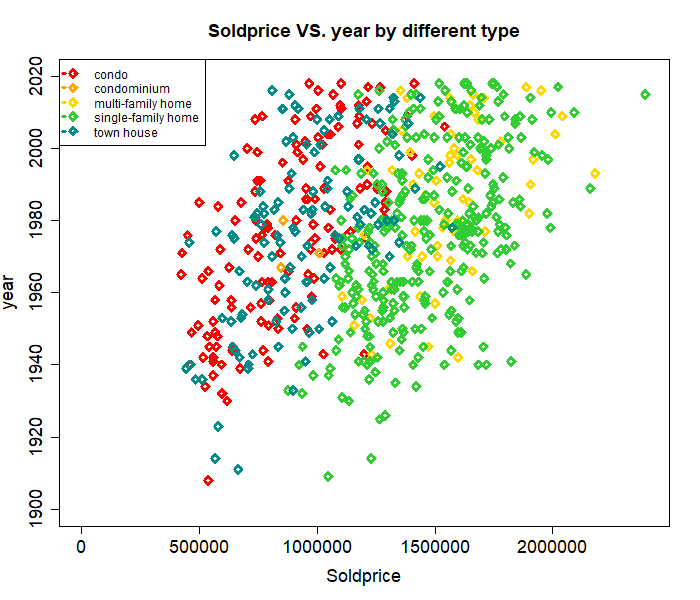 Soldprice VS. year by different type
condo
condominium
multi-family home
single-family home
town house
year
2020
2000
1980
1960
1940
1920
1900
0 500000 1000000 1500000 2000000
Soldprice